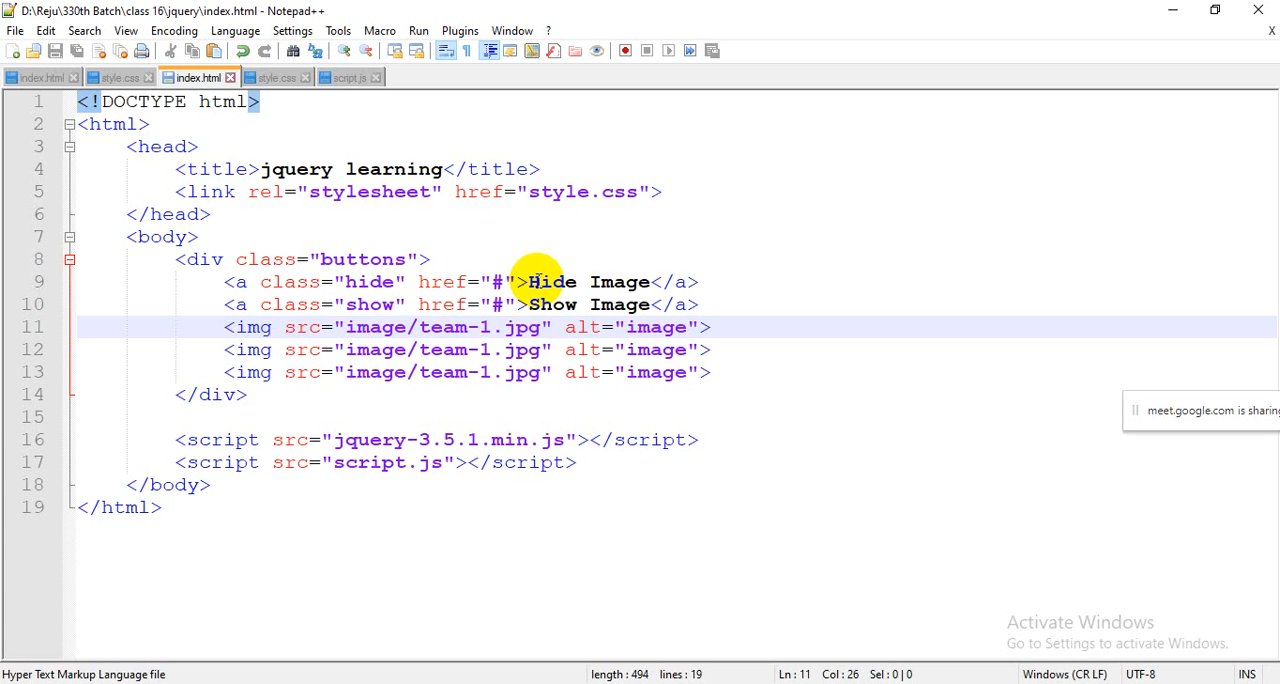 D:\Reju\330th Batch\class 16\jquery\index.html - Notepad++
File Edit Search View Encoding Language Settings Tools Macro Run Plugins Window ? X
index.html style.css index.html style.css script.js
1 <!DOCTYPE html>
2 <html>
3 <head>
4 <title>jquery learning</title>
5 <link rel="stylesheet" href="style.css">
6 </head>
7 <body>
8 <div class="buttons">
9 <a class="hide" href="#">Hide Image</a>
10 <a class="show" href="#">Show Image</a>
11 <img src="image/team-1.jpg" alt="image">
12 <img src="image/team-1.jpg" alt="image">
13 <img src="image/team-1.jpg" alt="image">
14 </div>
15
16 <script src="jquery-3.5.1.min.js"></script>
17 <script src="script.js"></script>
18 </body>
19 </html>
meet.google.com is sharing
Activate Windows
Go to Settings to activate Windows.
Hyper Text Markup Language file length : 494 lines : 19 Ln : 11 Col : 26 Sel : 0 | 0 Windows (CR LF) UTF-8 INS